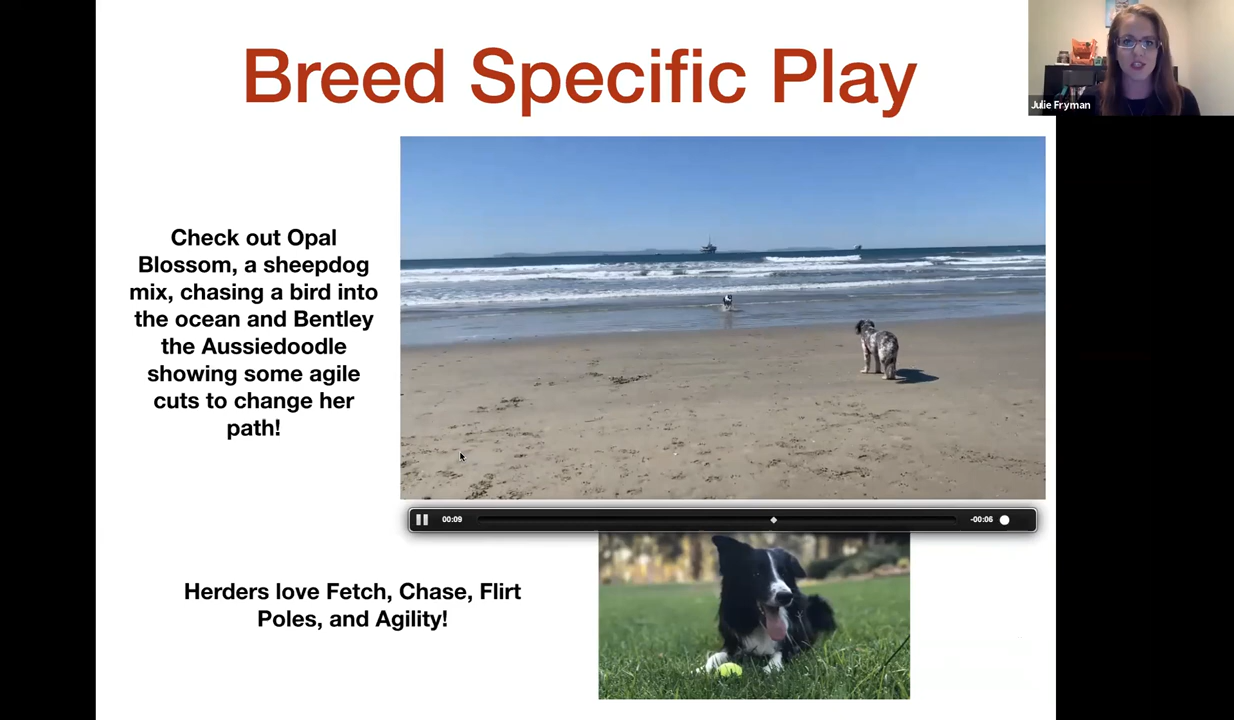 Breed Specific Play
Julie Fryman
Check out Opal
Blossom, a sheepdog
mix, chasing a bird into
the ocean and Bentley
the Aussiedoodle
showing some agile
cuts to change her
path!
00:09
-00:06
Herders love Fetch, Chase, Flirt
Poles, and Agility!